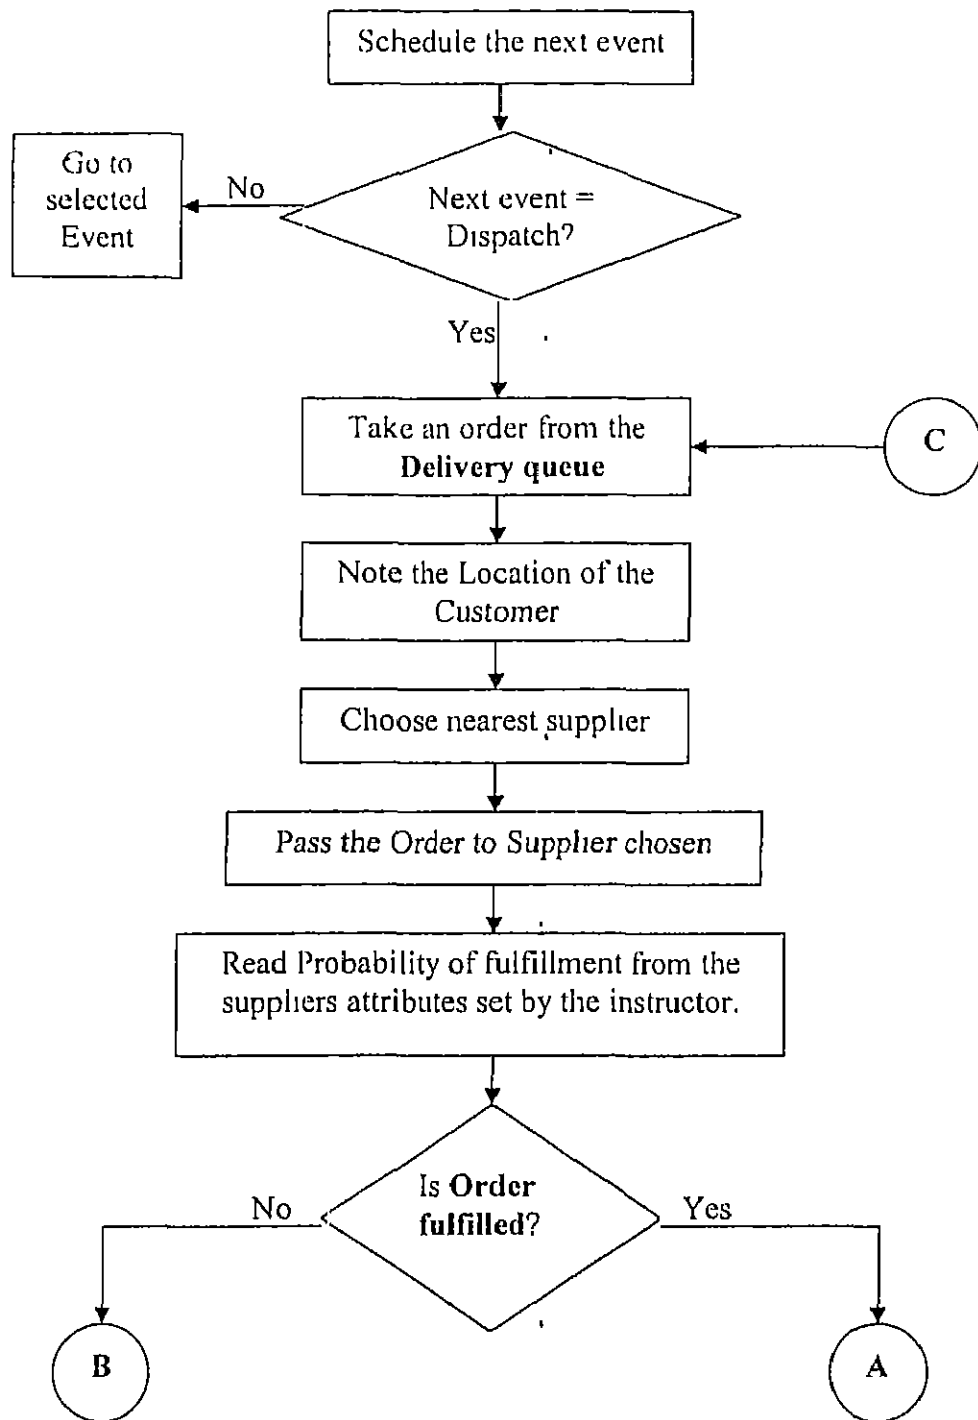 Schedule the next event
Go to
selected
Event
No
Next event =
Dispatch?
Yes
Take an order from the
Delivery queue
C
Note the Location of the
Customer
Choose nearest supplier
Pass the Order to Supplier chosen
Read Probability of fulfillment from the
suppliers attributes set by the instructor.
Is Order
fulfilled?
No
Yes
B
A